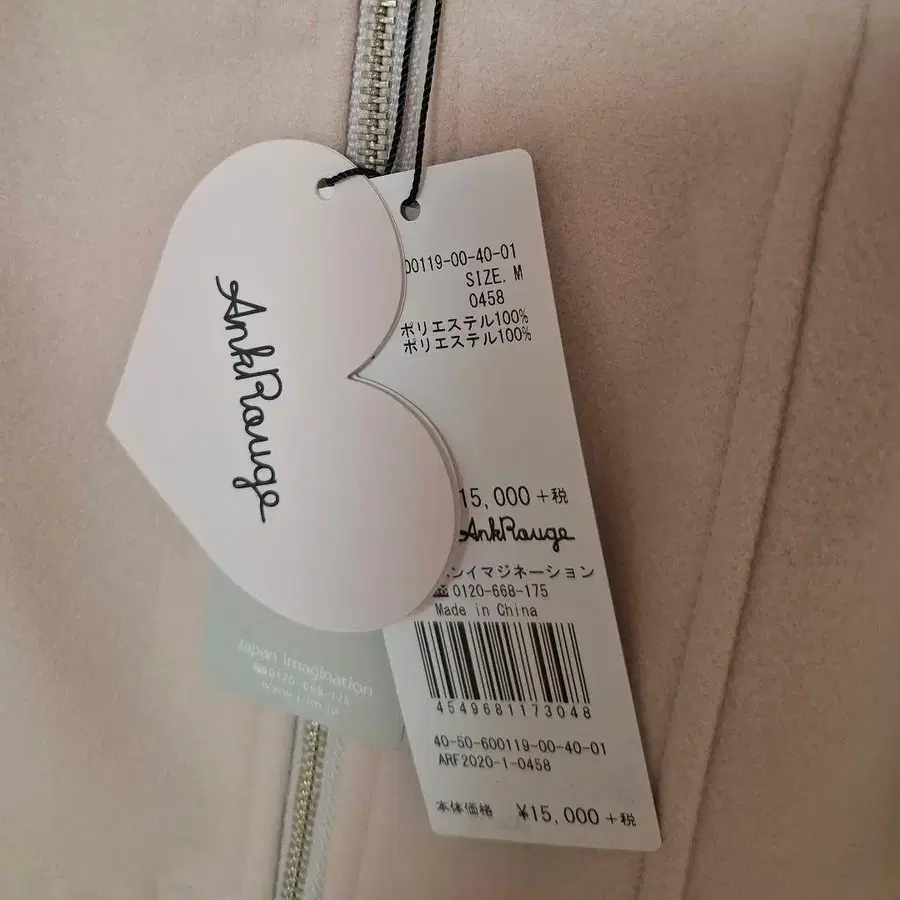 AnkRouge
00119-00-40-01
SIZE. M
0458
ポリエステル100%
ポリエステル100%
15,000 +税
AnkRouge
ンイマジネーション
0120-668-175
Made in China
4549681173048
40-50-600119-00-40-01
ARF2020-1-0458
本体価格 ¥15,000 +税
Japan imagination
0120-668-175
www.j-im.jp